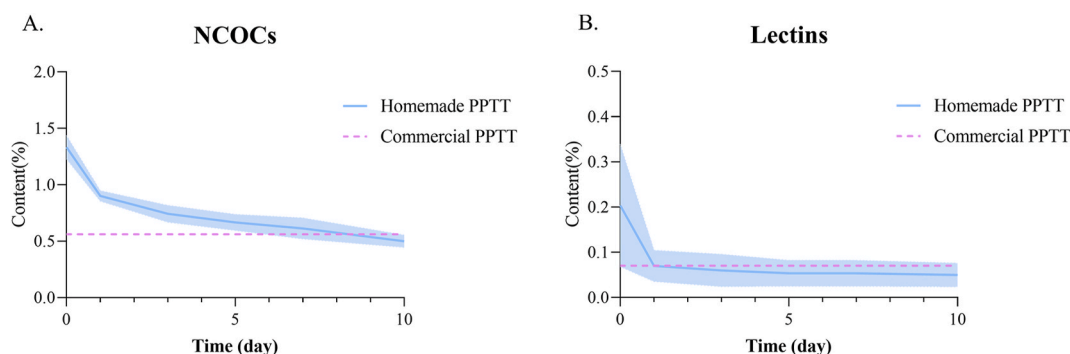 A.
NCOCs
2.0
1.5
1.0
0.5
0.0
Content(%)
0
5
10
Time (day)
Homemade PPTT
Commercial PPTT
B.
Lectins
0.5
0.4
0.3
0.2
0.1
0.0
Content(%)
0
5
10
Time (day)
Homemade PPTT
Commercial PPTT